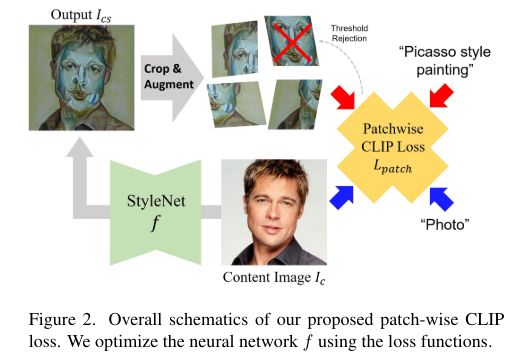 Output I_cs
Threshold
Rejection
Crop &
Augment
"Picasso style
painting"
Patchwise
CLIP Loss
L_patch
StyleNet
f
"Photo"
Content Image I_c
Figure 2. Overall schematics of our proposed patch-wise CLIP
loss. We optimize the neural network f using the loss functions.